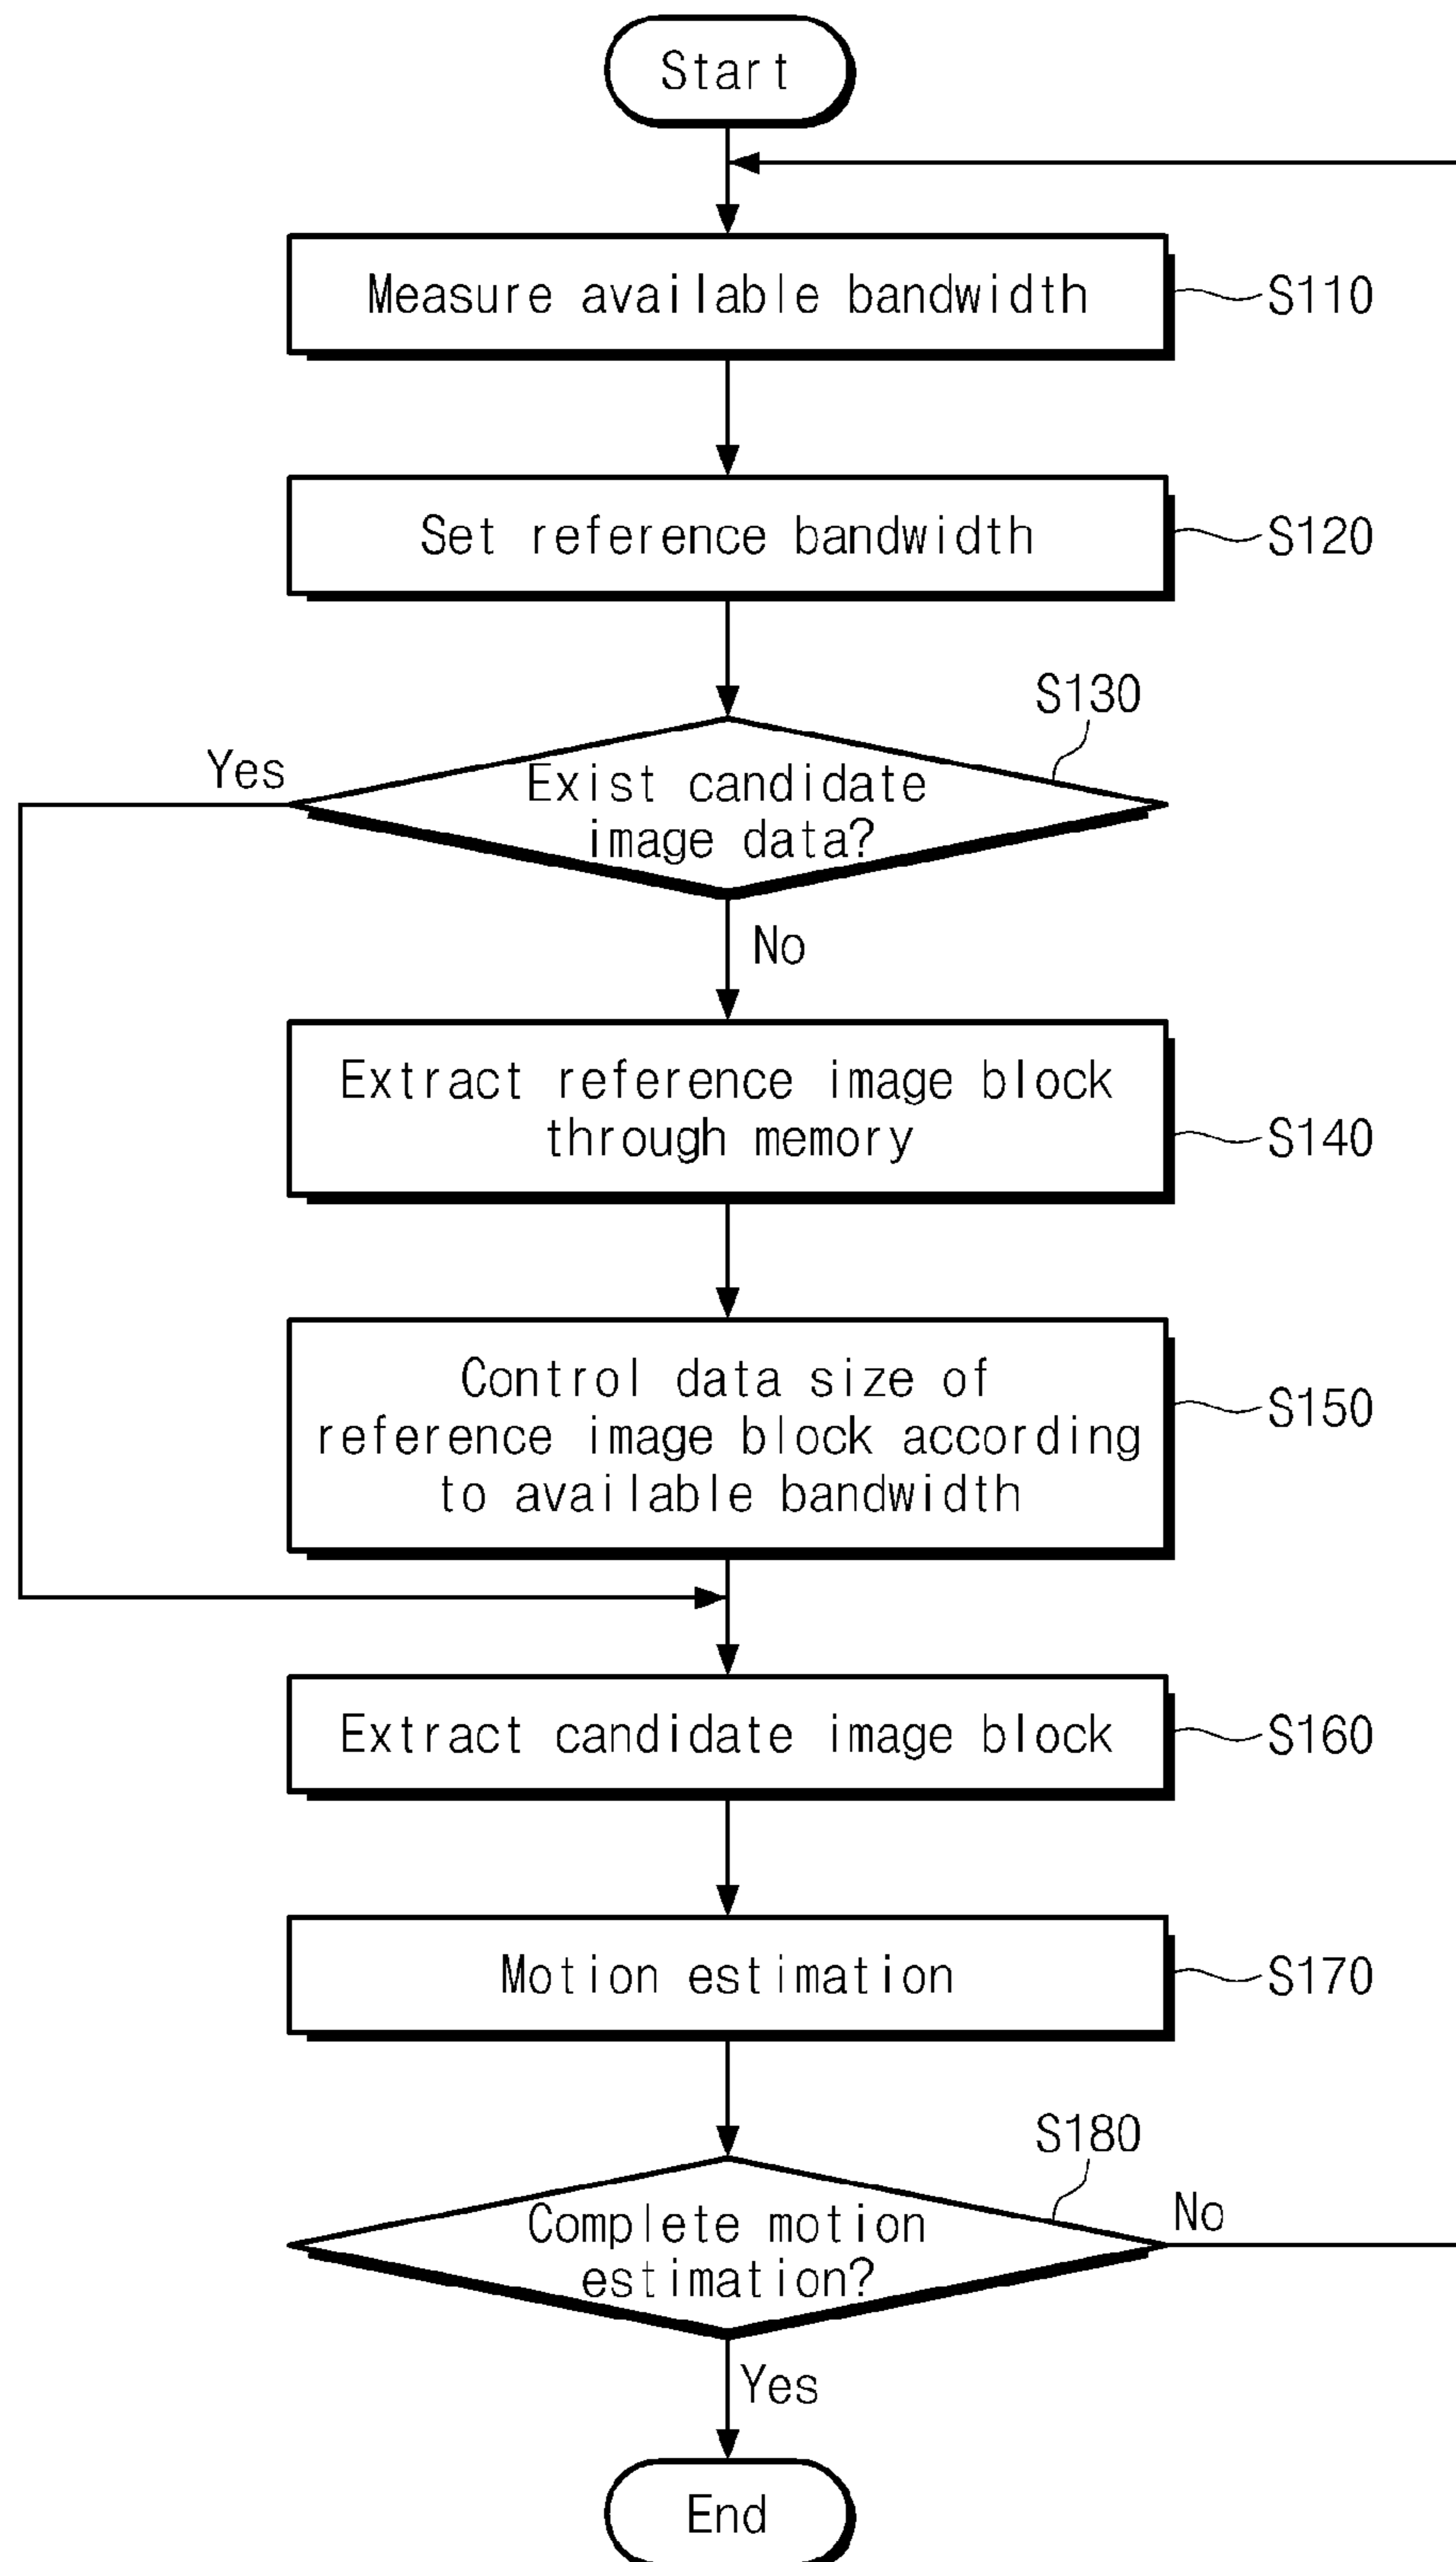 Start
Measure available bandwidth
S110
Set reference bandwidth
S120
S130
Yes
Exist candidate
image data?
No
Extract reference image block
through memory
S140
Control data size of
reference image block according
to available bandwidth
S150
Extract candidate image block
S160
Motion estimation
S170
S180
Complete motion
estimation?
No
Yes
End